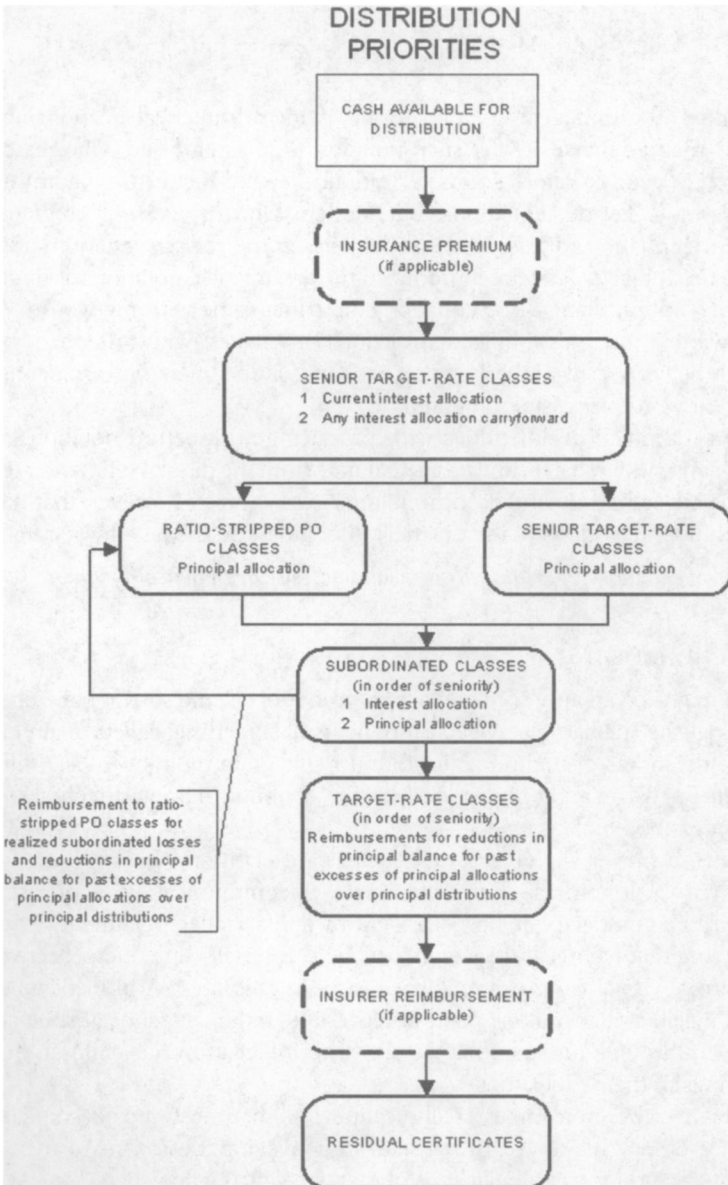 DISTRIBUTION
PRIORITIES
CASH AVAILABLE FOR
DISTRIBUTION
INSURANCE PREMIUM
(if applicable)
SENIOR TARGET-RATE CLASSES
1 Current interest allocation
2 Any interest allocation carryforward
RATIO-STRIPPED PO
CLASSES
Principal allocation
SENIOR TARGET-RATE
CLASSES
Principal allocation
SUBORDINATED CLASSES
(in order of seniority)
1 Interest allocation
2 Principal allocation
Reimbursement to ratio-
stripped PO classes for
realized subordinated losses
and reductions in principal
balance for past excesses of
principal allocations over
principal distributions
TARGET-RATE CLASSES
(in order of seniority)
Reimbursements for reductions in
principal balance for past
excesses of principal allocations
over principal distributions
INSURER REIMBURSEMENT
(if applicable)
RESIDUAL CERTIFICATES